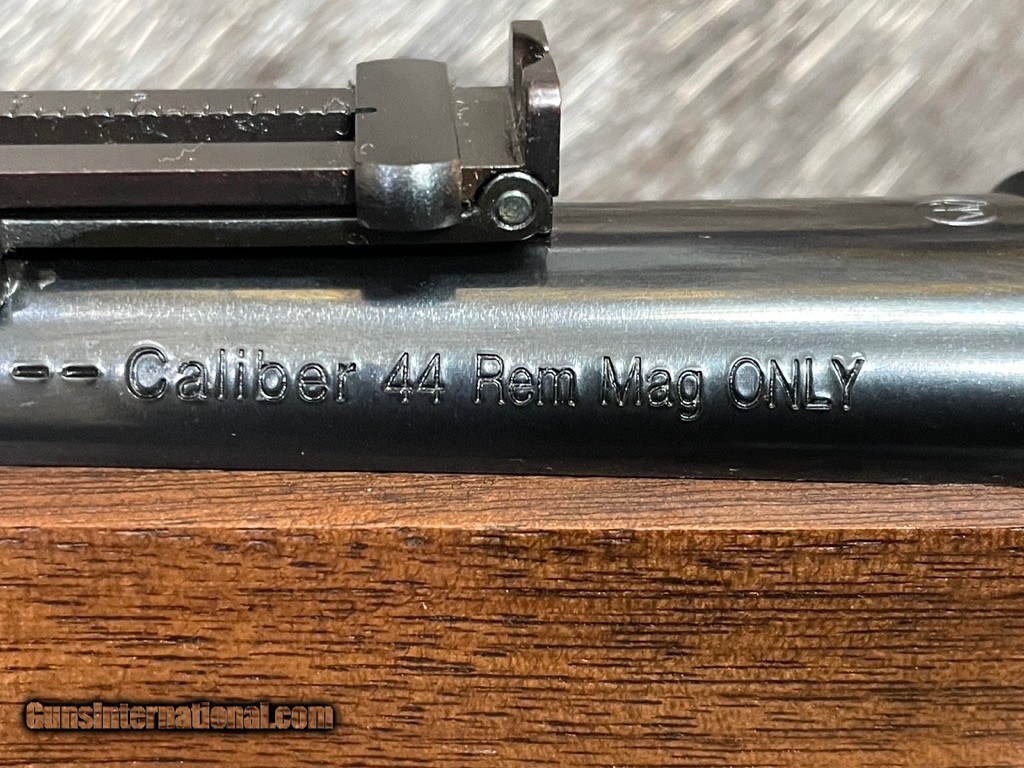 -- Caliber 44 Rem Mag ONLY
GunsInternational.com